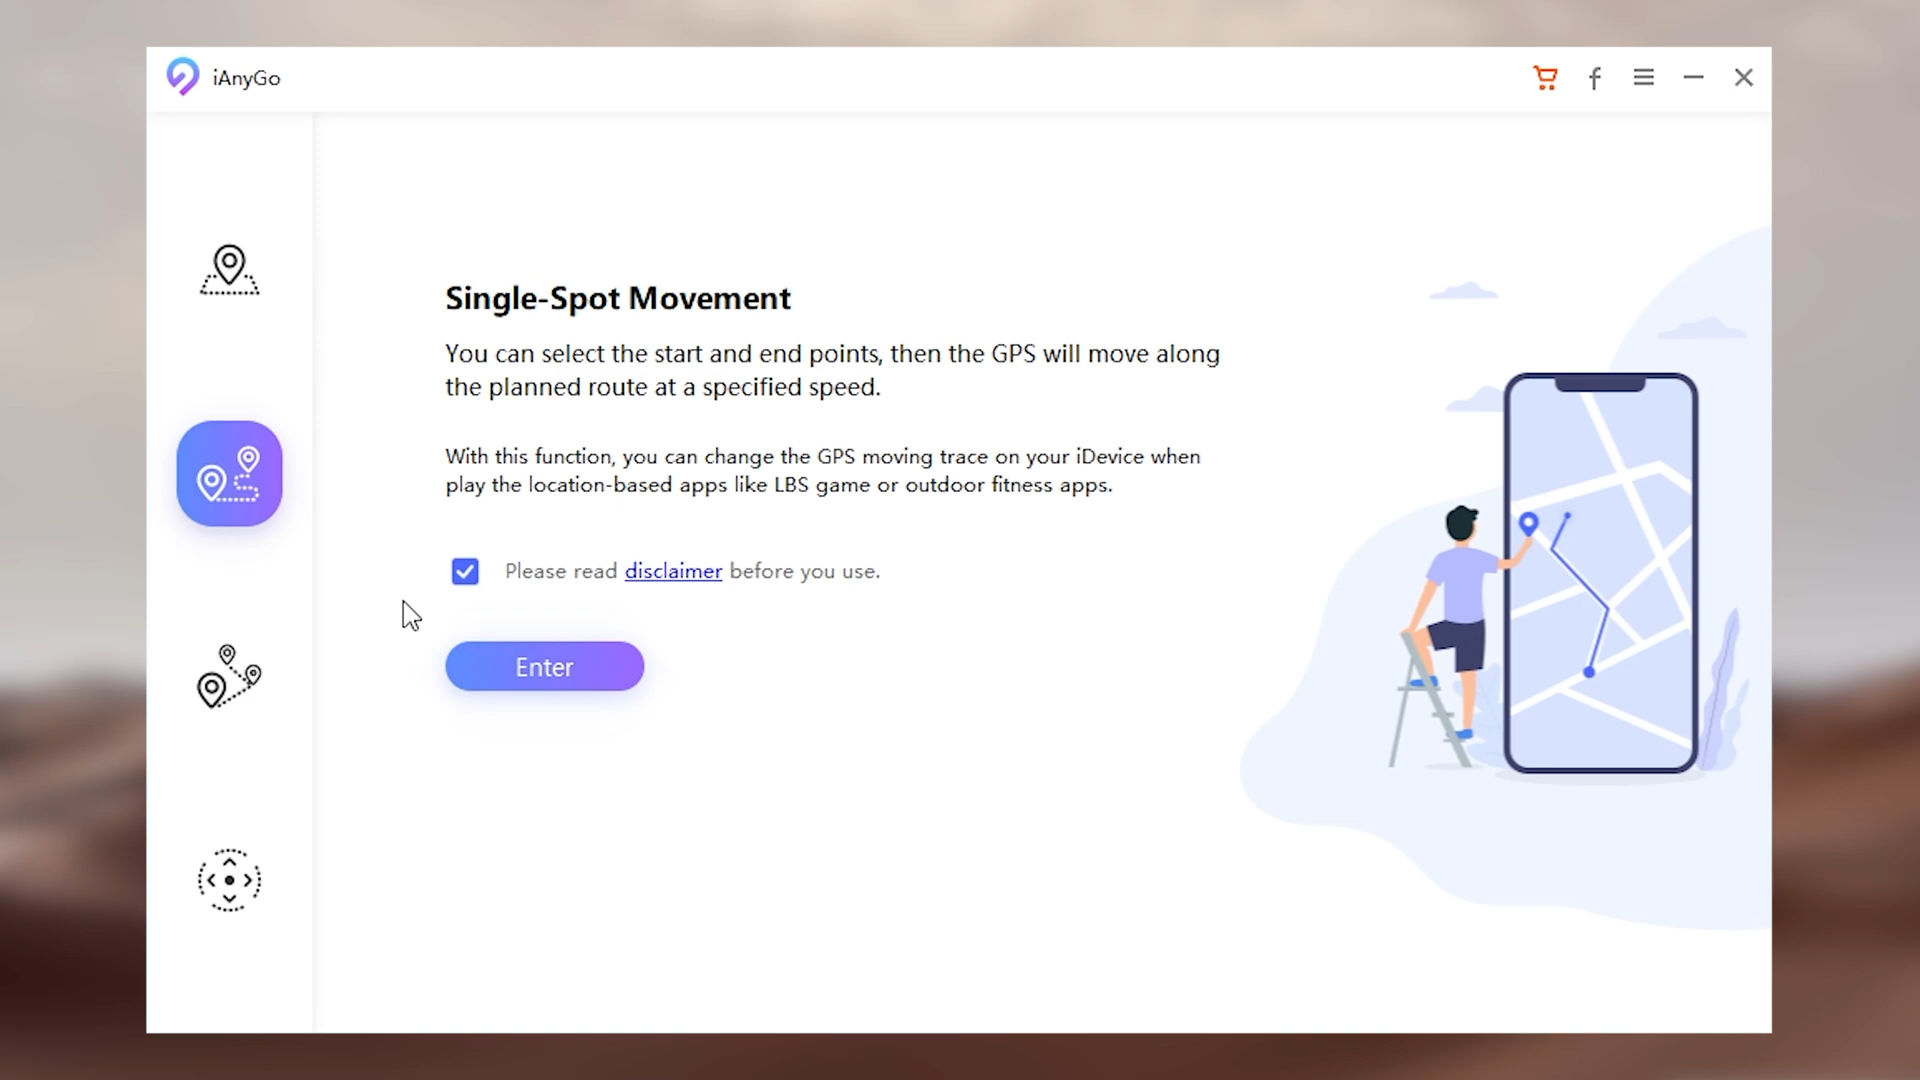 iAnyGo
Single-Spot Movement
You can select the start and end points, then the GPS will move along
the planned route at a specified speed.
With this function, you can change the GPS moving trace on your iDevice when
play the location-based apps like LBS game or outdoor fitness apps.
Please read disclaimer before you use.
Enter